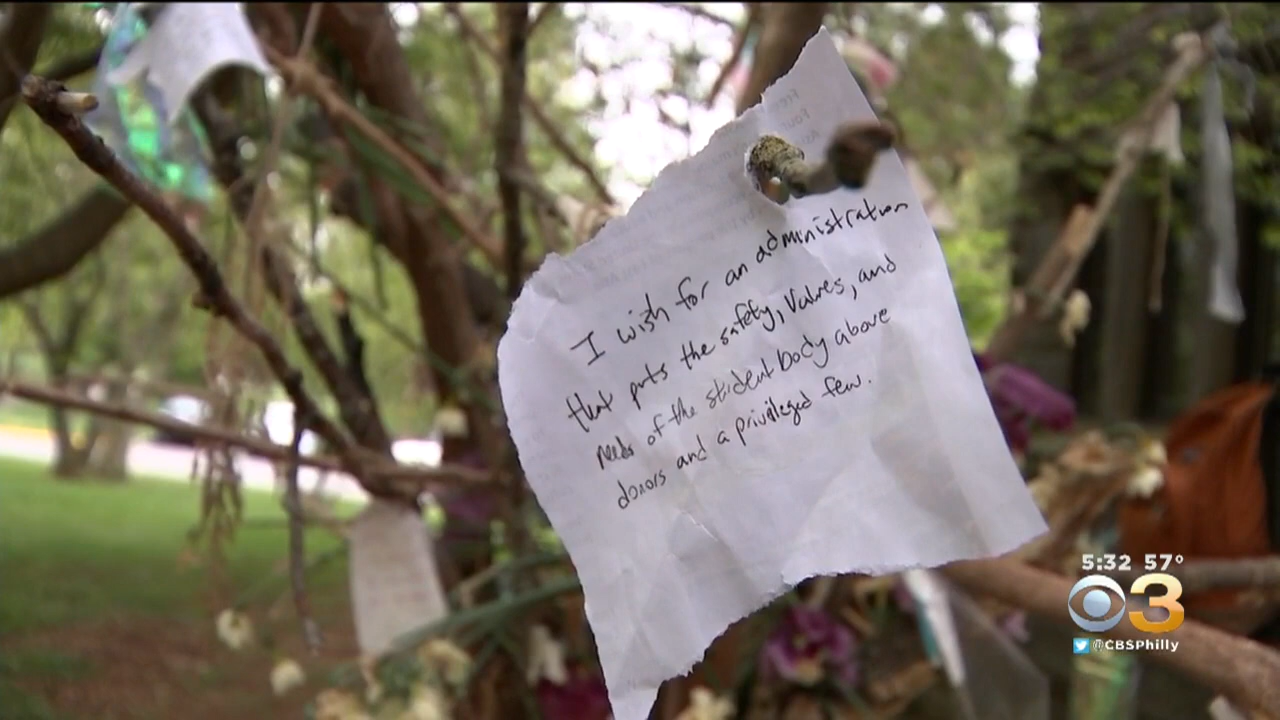 I wish for an administration
that puts the safety, values, and
needs of the student body above
donors and a privileged few.
5:32 57°
3
@CBSPhilly